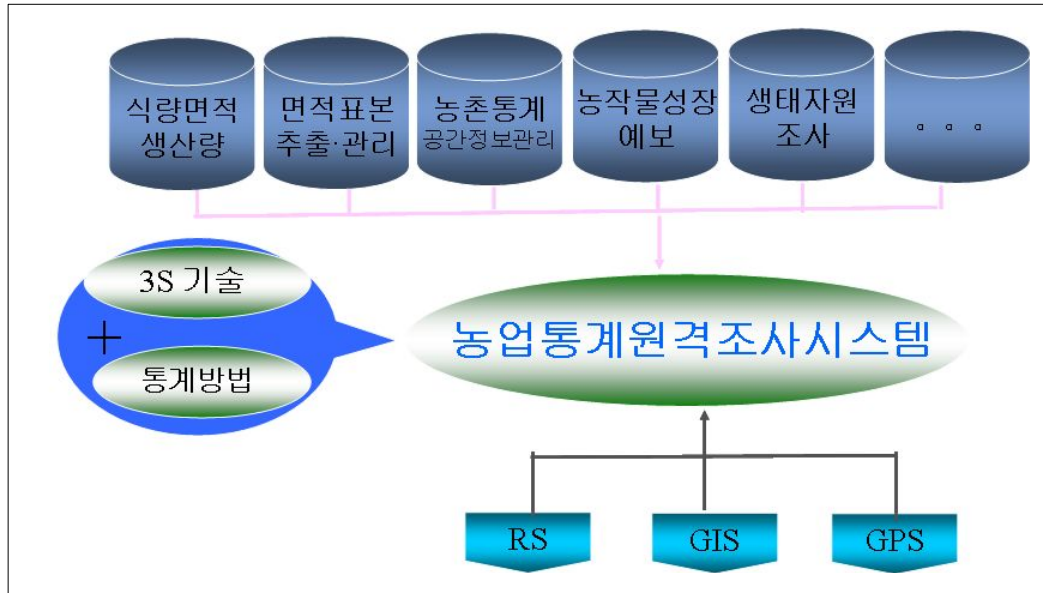 식량면적
생산량
면적표본
추출·관리
농촌통계
공간정보관리
농작물성장
예보
생태자원
조사
。。。
3S 기술
+
통계방법
농업통계원격조사시스템
RS
GIS
GPS